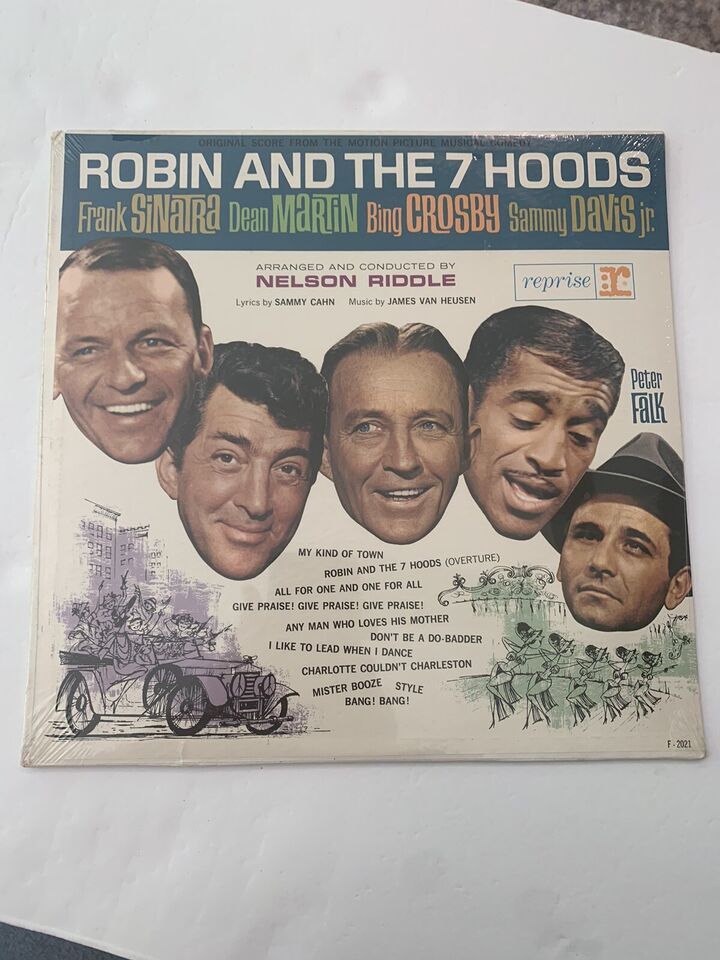 ORIGINAL SCORE FROM THE MOTION PICTURE MUSICAL COMEDY
ROBIN AND THE 7 HOODS
Frank SiNaTRa Dean MaRTiN Bing CROSBY Sammy DaViS jr.
ARRANGED AND CONDUCTED BY
NELSON RIDDLE
Lyrics by SAMMY CAHN Music by JAMES VAN HEUSEN
reprise r:
Peter
FaLK
MY KIND OF TOWN
ROBIN AND THE 7 HOODS (OVERTURE)
ALL FOR ONE AND ONE FOR ALL
GIVE PRAISE! GIVE PRAISE! GIVE PRAISE!
ANY MAN WHO LOVES HIS MOTHER
DON'T BE A DO-BADDER
I LIKE TO LEAD WHEN I DANCE
CHARLOTTE COULDN'T CHARLESTON
MISTER BOOZE STYLE
BANG! BANG!
F-2021